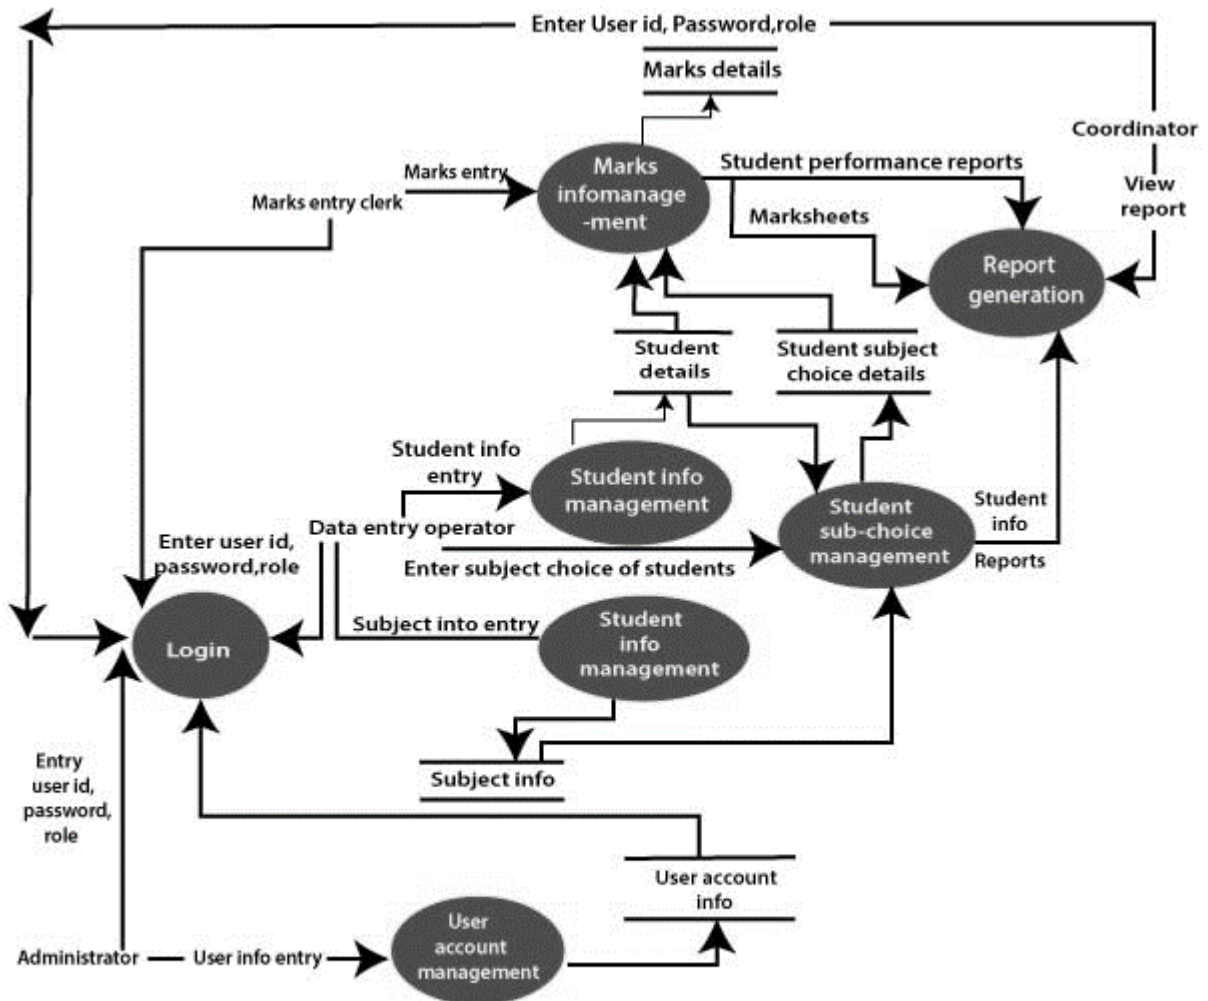 Enter User id, Password,role
Marks details
Coordinator
Marks
infomanage
-ment
Student performance reports
Marks entry
View
report
Marks entry clerk
Marksheets
Report
generation
Student
details
Student subject
choice details
Student info
entry
Student info
management
Student
sub-choice
management
Student
info
Reports
Data entry operator
Enter user id,
password,role
Enter subject choice of students
Subject into entry
Student
info
management
Login
Entry
user id,
password,
role
Subject info
User account
info
User
account
management
Administrator
User info entry